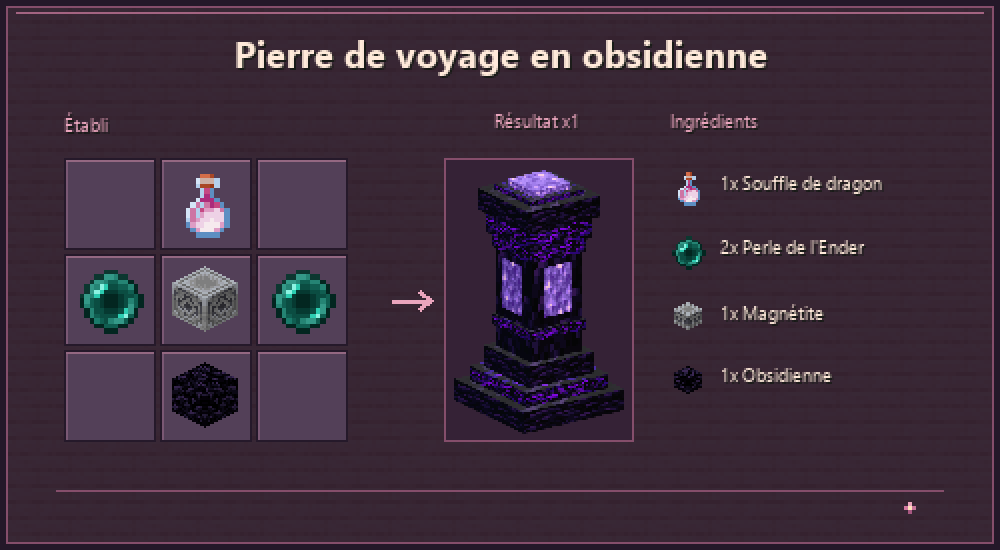 Pierre de voyage en obsidienne
Établi
Résultat x1
Ingrédients
1x Souffle de dragon
2x Perle de l'Ender
1x Magnétite
1x Obsidienne